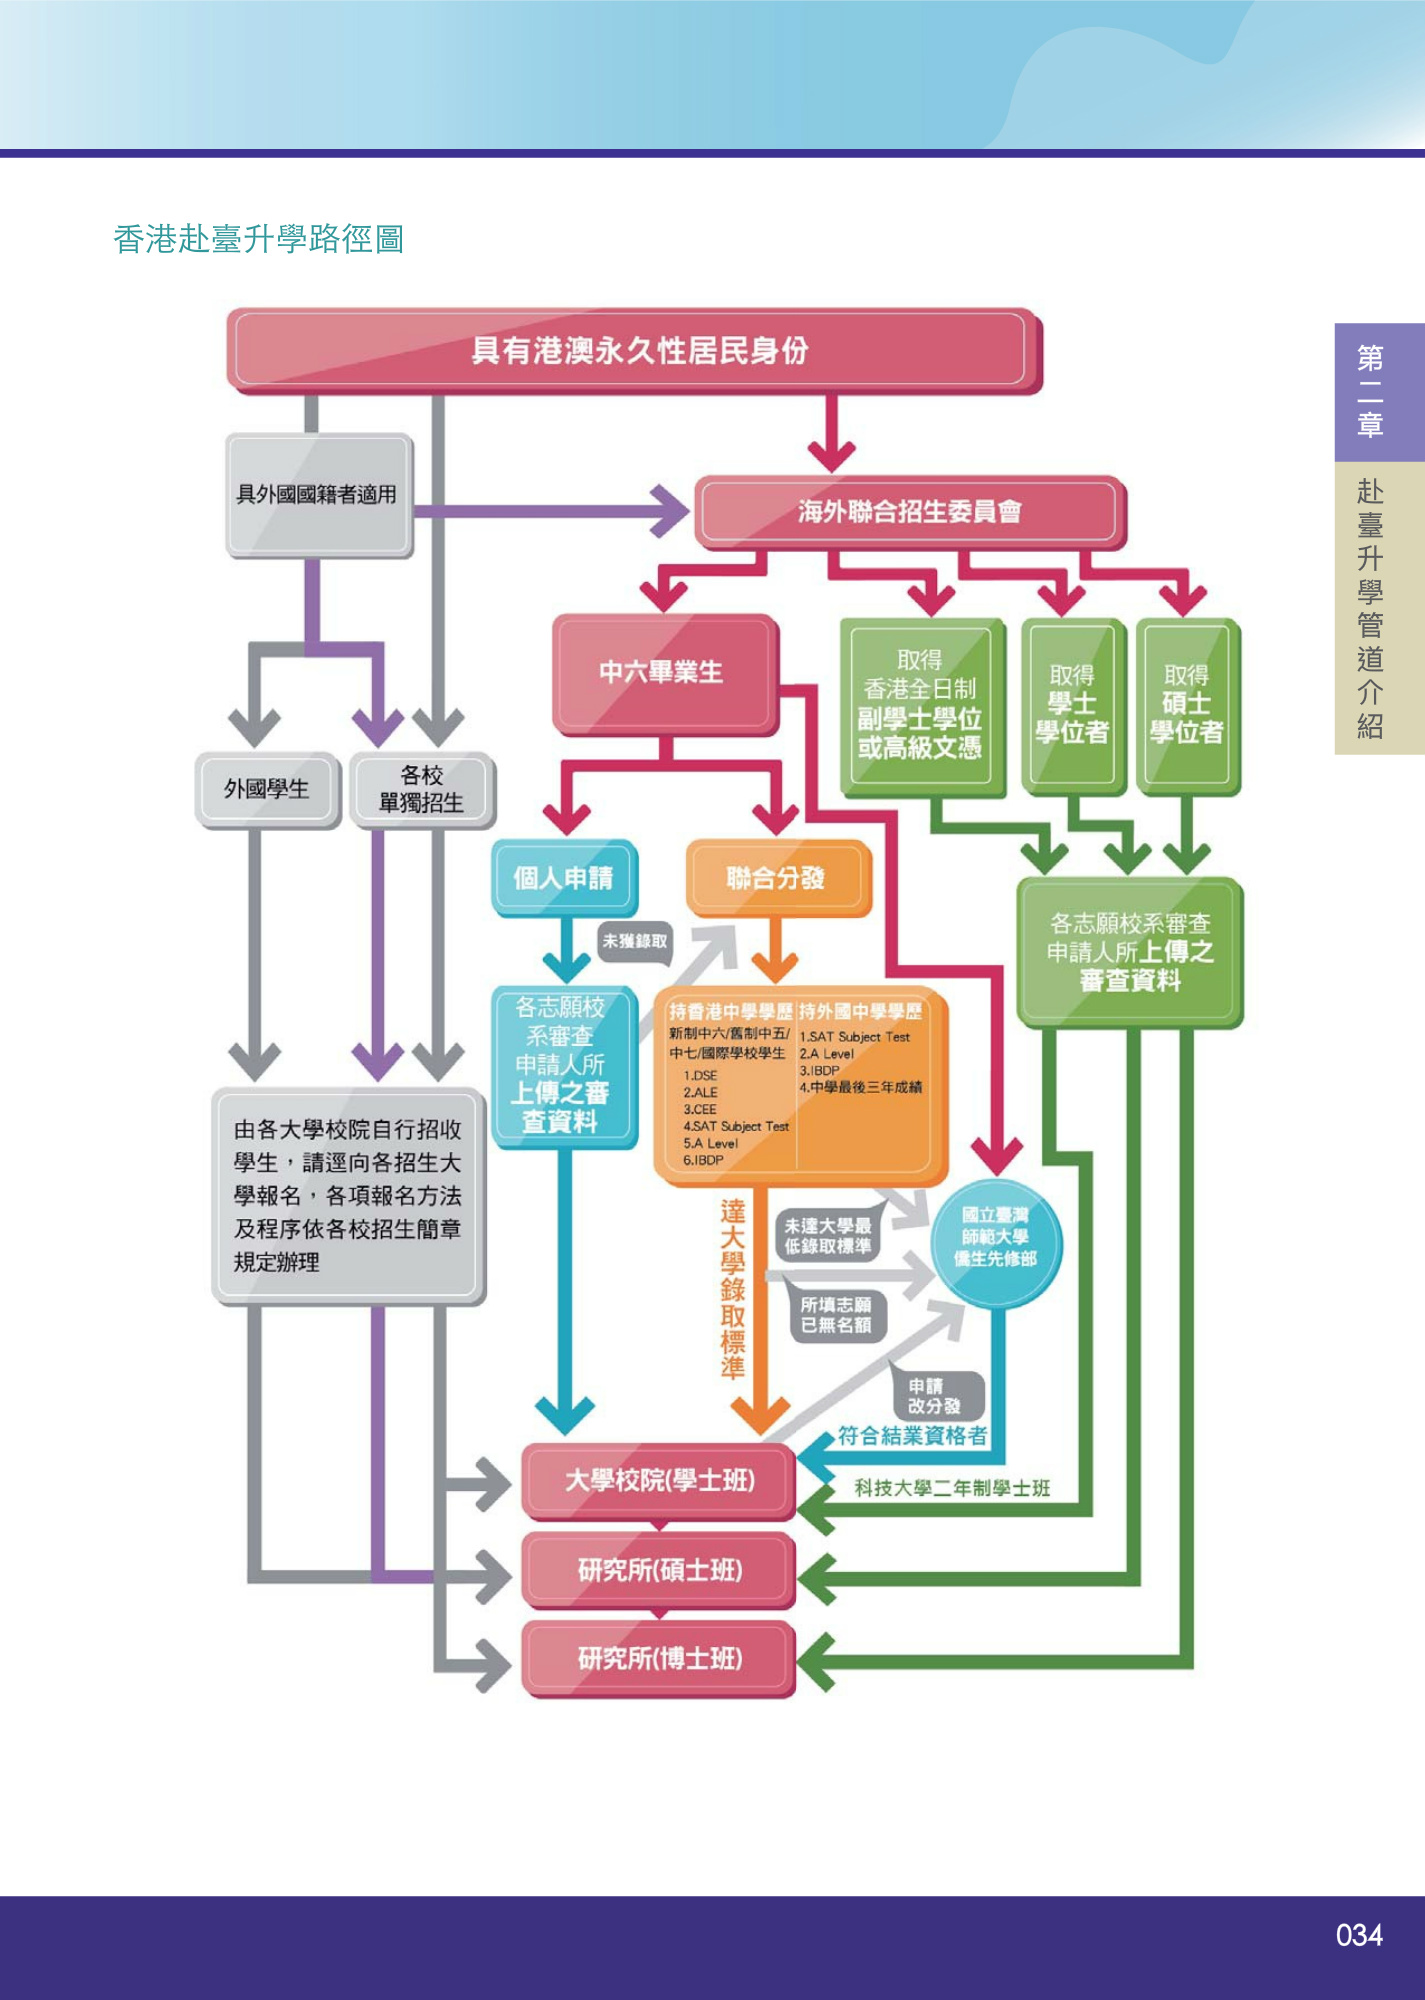 香港赴臺升學路徑圖
具有港澳永久性居民身份
第二章
赴臺升學管道介紹
具外國國籍者適用
海外聯合招生委員會
中六畢業生
取得
香港全日制
副學士學位
或高級文憑
取得
學士
學位者
取得
碩士
學位者
外國學生
各校
單獨招生
個人申請
聯合分發
未獲錄取
各志願校系審查
申請人所上傳之
審查資料
各志願校
系審查
申請人所
上傳之審
查資料
持香港中學學歷
新制中六/舊制中五/
中七/國際學校學生
1.DSE
2.ALE
3.CEE
4.SAT Subject Test
5.A Level
6.IBDP
持外國中學學歷
1.SAT Subject Test
2.A Level
3.IBDP
4.中學最後三年成績
由各大學校院自行招收
學生，請逕向各招生大
學報名，各項報名方法
及程序依各校招生簡章
規定辦理
達大學錄取標準
未達大學最
低錄取標準
國立臺灣
師範大學
僑生先修部
所填志願
已無名額
申請
改分發
符合結業資格者
大學校院(學士班)
科技大學二年制學士班
研究所(碩士班)
研究所(博士班)
034